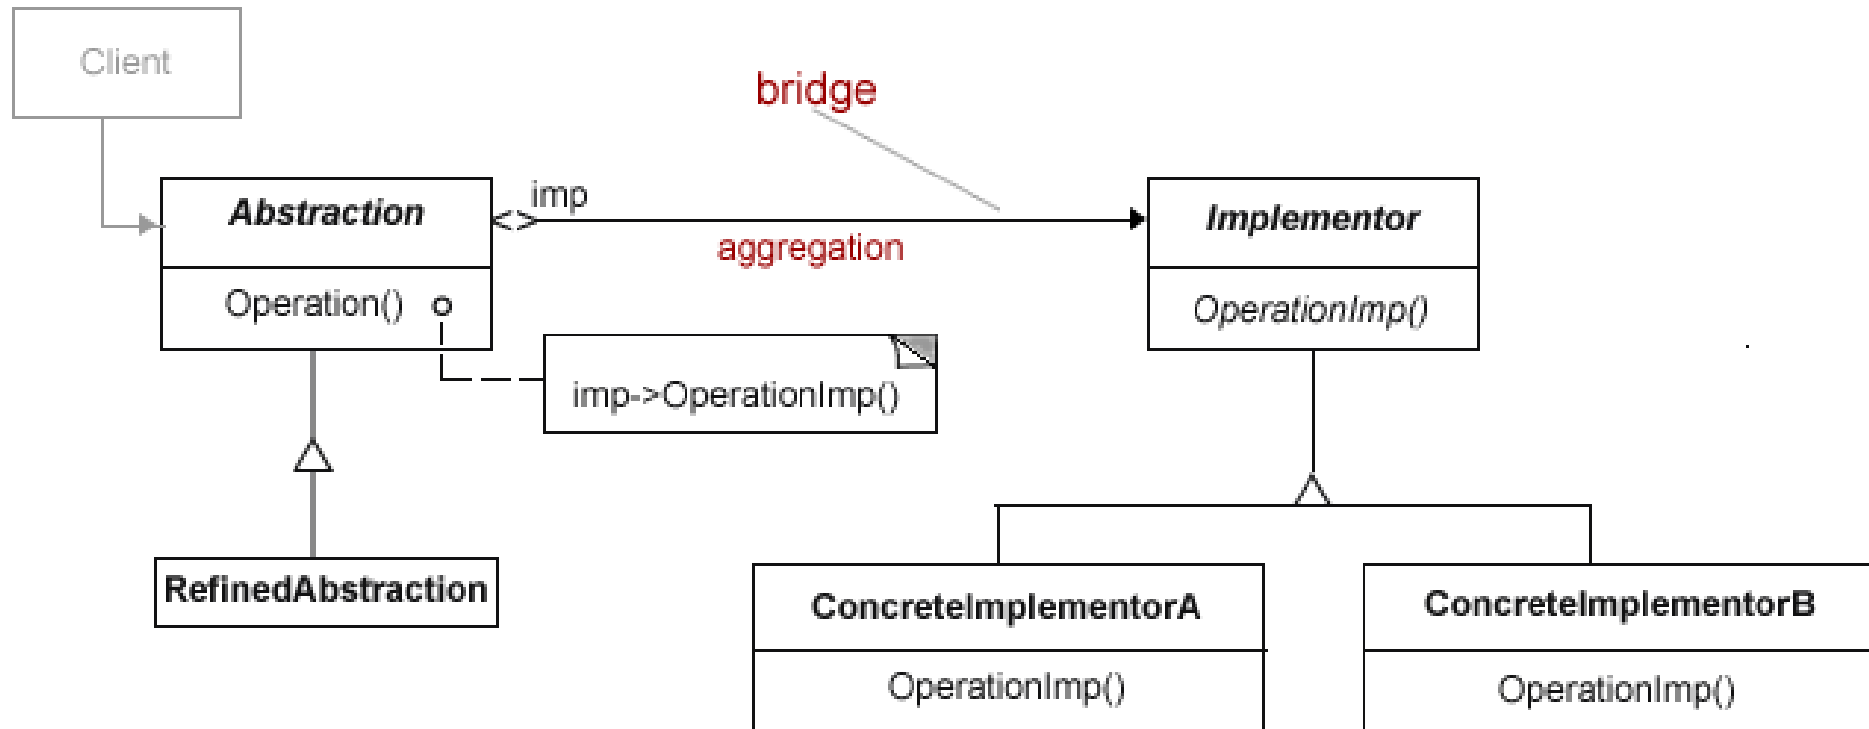 Client
bridge
Abstraction
imp
aggregation
Implementor
Operation()
OperationImp()
imp->OperationImp()
RefinedAbstraction
ConcreteImplementorA
OperationImp()
ConcreteImplementorB
OperationImp()